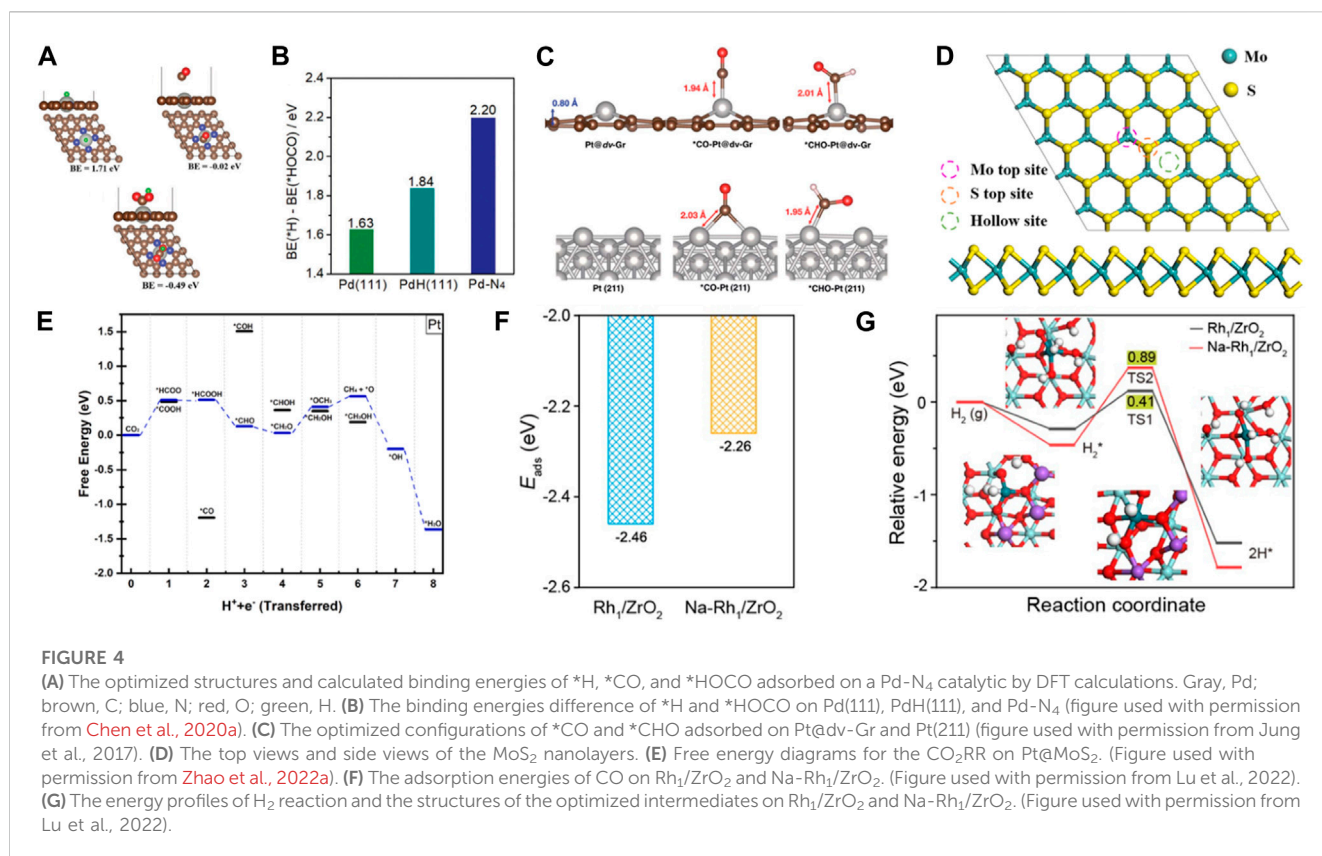 A
BE = 1.71 eV
BE = -0.02 eV
BE = -0.49 eV
B
BE(*H) - BE(*HOCO) / eV
2.4
2.2
2.0
1.8
1.6
1.4
1.63
1.84
2.20
Pd(111)
PdH(111)
Pd-N₄
C
0.80 Å
1.94 Å
2.01 Å
Pt@dv-Gr
*CO-Pt@dv-Gr
*CHO-Pt@dv-Gr
2.03 Å
1.95 Å
Pt (211)
*CO-Pt (211)
*CHO-Pt (211)
D
Mo
S
Mo top site
S top site
Hollow site
E
Pt
Free Energy (eV)
1.5
1.0
0.5
0.0
-0.5
-1.0
-1.5
-2.0
CO₂
*HCOO
*COOH
*HCOOH
*CO
*COH
*CHO
*CHOH
*CH₂O
*OCH₃
*CH₂OH
CH₄ + *O
*CH₃OH
*OH
*H₂O
0 1 2 3 4 5 6 7 8
H⁺+e⁻ (Transferred)
F
Eads (eV)
-2.0
-2.2
-2.4
-2.6
-2.46
-2.26
Rh₁/ZrO₂
Na-Rh₁/ZrO₂
G
Relative energy (eV)
0
-1
-2
Rh₁/ZrO₂
Na-Rh₁/ZrO₂
H₂ (g)
H₂*
0.89
TS2
0.41
TS1
2H*
Reaction coordinate
FIGURE 4
(A) The optimized structures and calculated binding energies of *H, *CO, and *HOCO adsorbed on a Pd-N₄ catalytic by DFT calculations. Gray, Pd;
brown, C; blue, N; red, O; green, H. (B) The binding energies difference of *H and *HOCO on Pd(111), PdH(111), and Pd-N₄ (figure used with permission
from Chen et al., 2020a). (C) The optimized configurations of *CO and *CHO adsorbed on Pt@dv-Gr and Pt(211) (figure used with permission from Jung
et al., 2017). (D) The top views and side views of the MoS₂ nanolayers. (E) Free energy diagrams for the CO₂RR on Pt@MoS₂. (Figure used with
permission from Zhao et al., 2022a). (F) The adsorption energies of CO on Rh₁/ZrO₂ and Na-Rh₁/ZrO₂. (Figure used with permission from Lu et al., 2022).
(G) The energy profiles of H₂ reaction and the structures of the optimized intermediates on Rh₁/ZrO₂ and Na-Rh₁/ZrO₂. (Figure used with permission from
Lu et al., 2022).